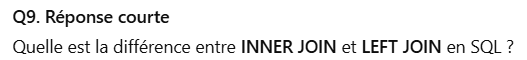 Q9. Réponse courte
Quelle est la différence entre INNER JOIN et LEFT JOIN en SQL ?